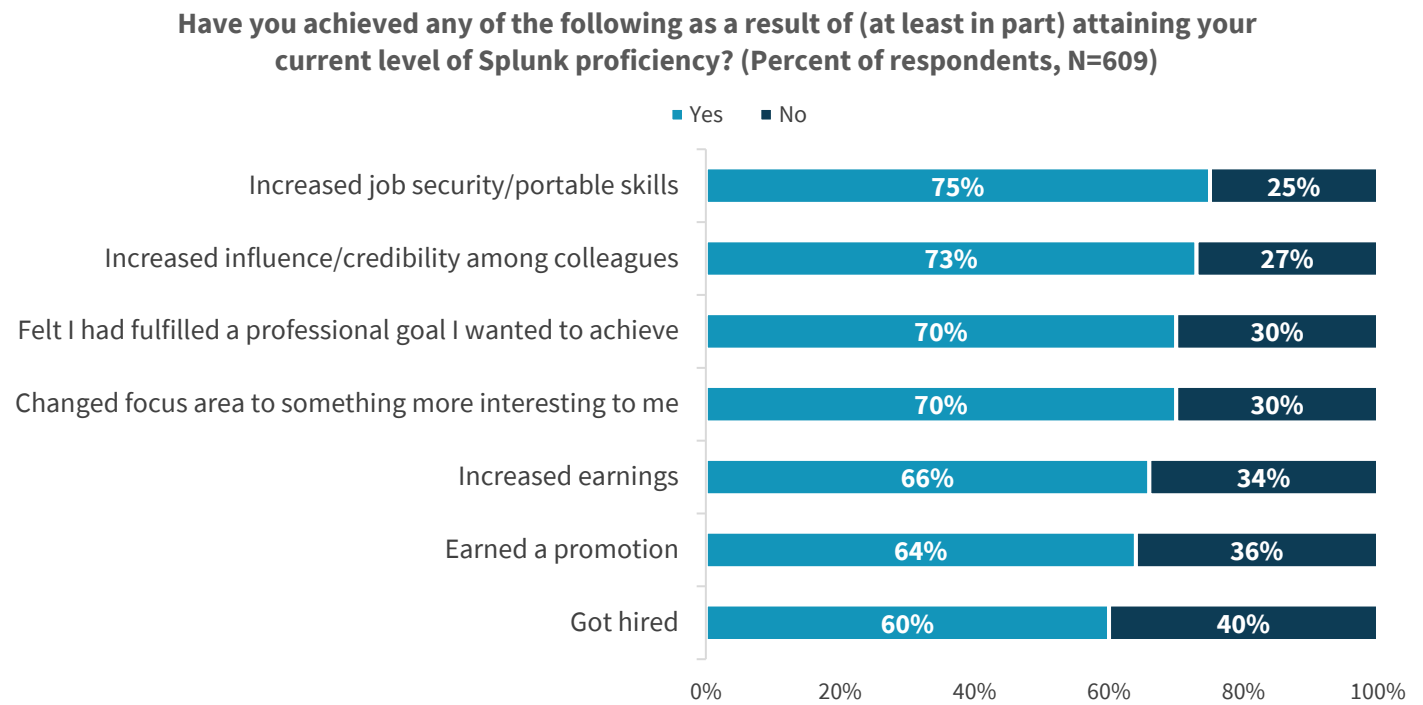 Have you achieved any of the following as a result of (at least in part) attaining your
current level of Splunk proficiency? (Percent of respondents, N=609)
Yes No
Increased job security/portable skills 75% 25%
Increased influence/credibility among colleagues 73% 27%
Felt I had fulfilled a professional goal I wanted to achieve 70% 30%
Changed focus area to something more interesting to me 70% 30%
Increased earnings 66% 34%
Earned a promotion 64% 36%
Got hired 60% 40%
0% 20% 40% 60% 80% 100%